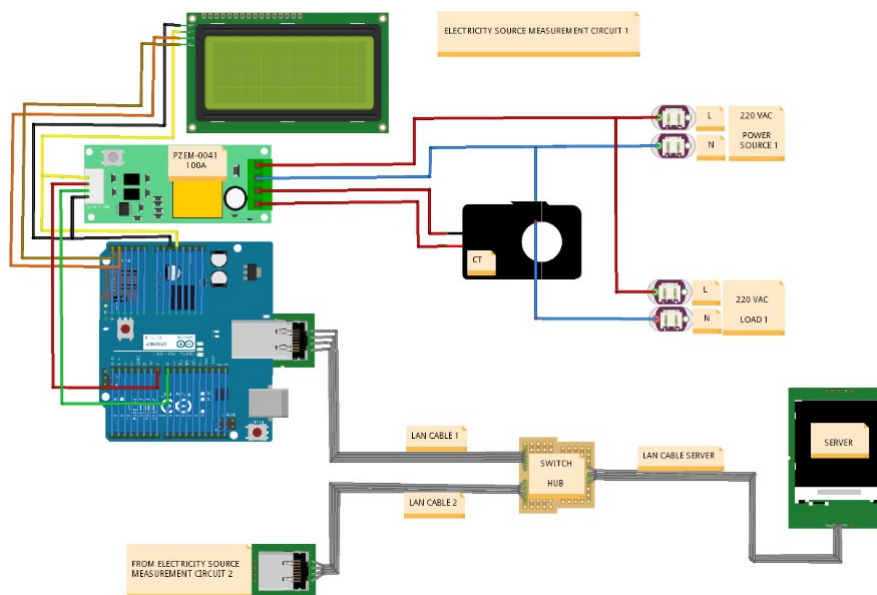 ELECTRICITY SOURCE MEASUREMENT CIRCUIT 1
L
220 VAC
POWER
SOURCE 1
N
PZEM-0041
100A
CT
L
220 VAC
LOAD 1
N
LAN CABLE 1
SWITCH
HUB
LAN CABLE SERVER
SERVER
LAN CABLE 2
FROM ELECTRICITY SOURCE
MEASUREMENT CIRCUIT 2